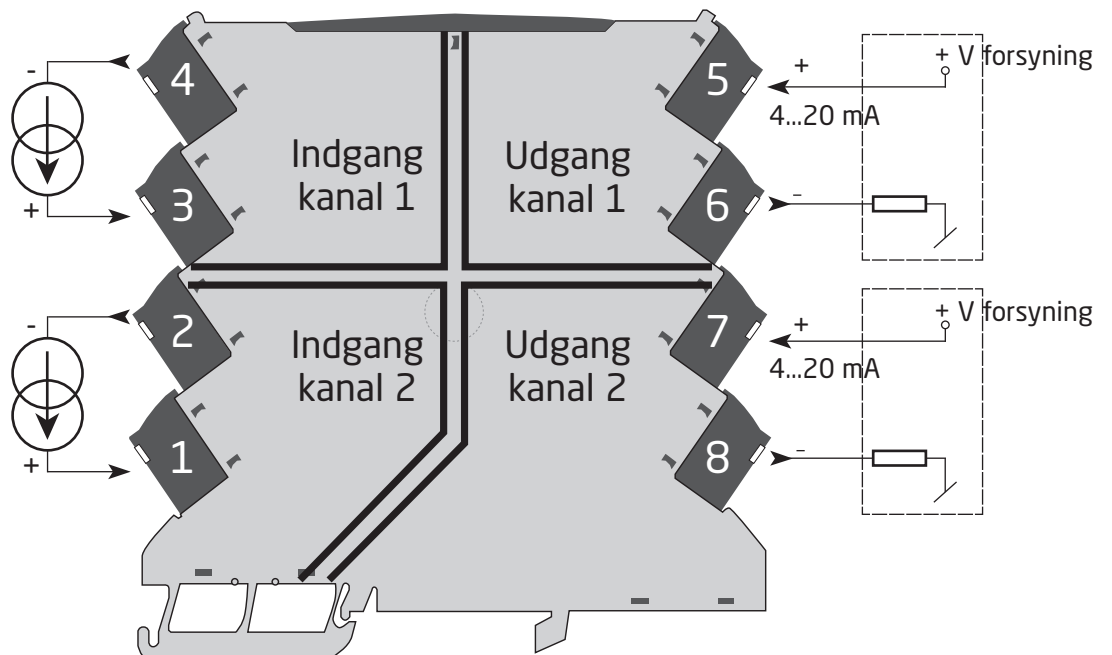 4
-
+
3
Indgang
kanal 1
Udgang
kanal 1
5
+
4...20 mA
+ V forsyning
6
-
2
-
+
1
Indgang
kanal 2
Udgang
kanal 2
7
+
4...20 mA
+ V forsyning
8
-